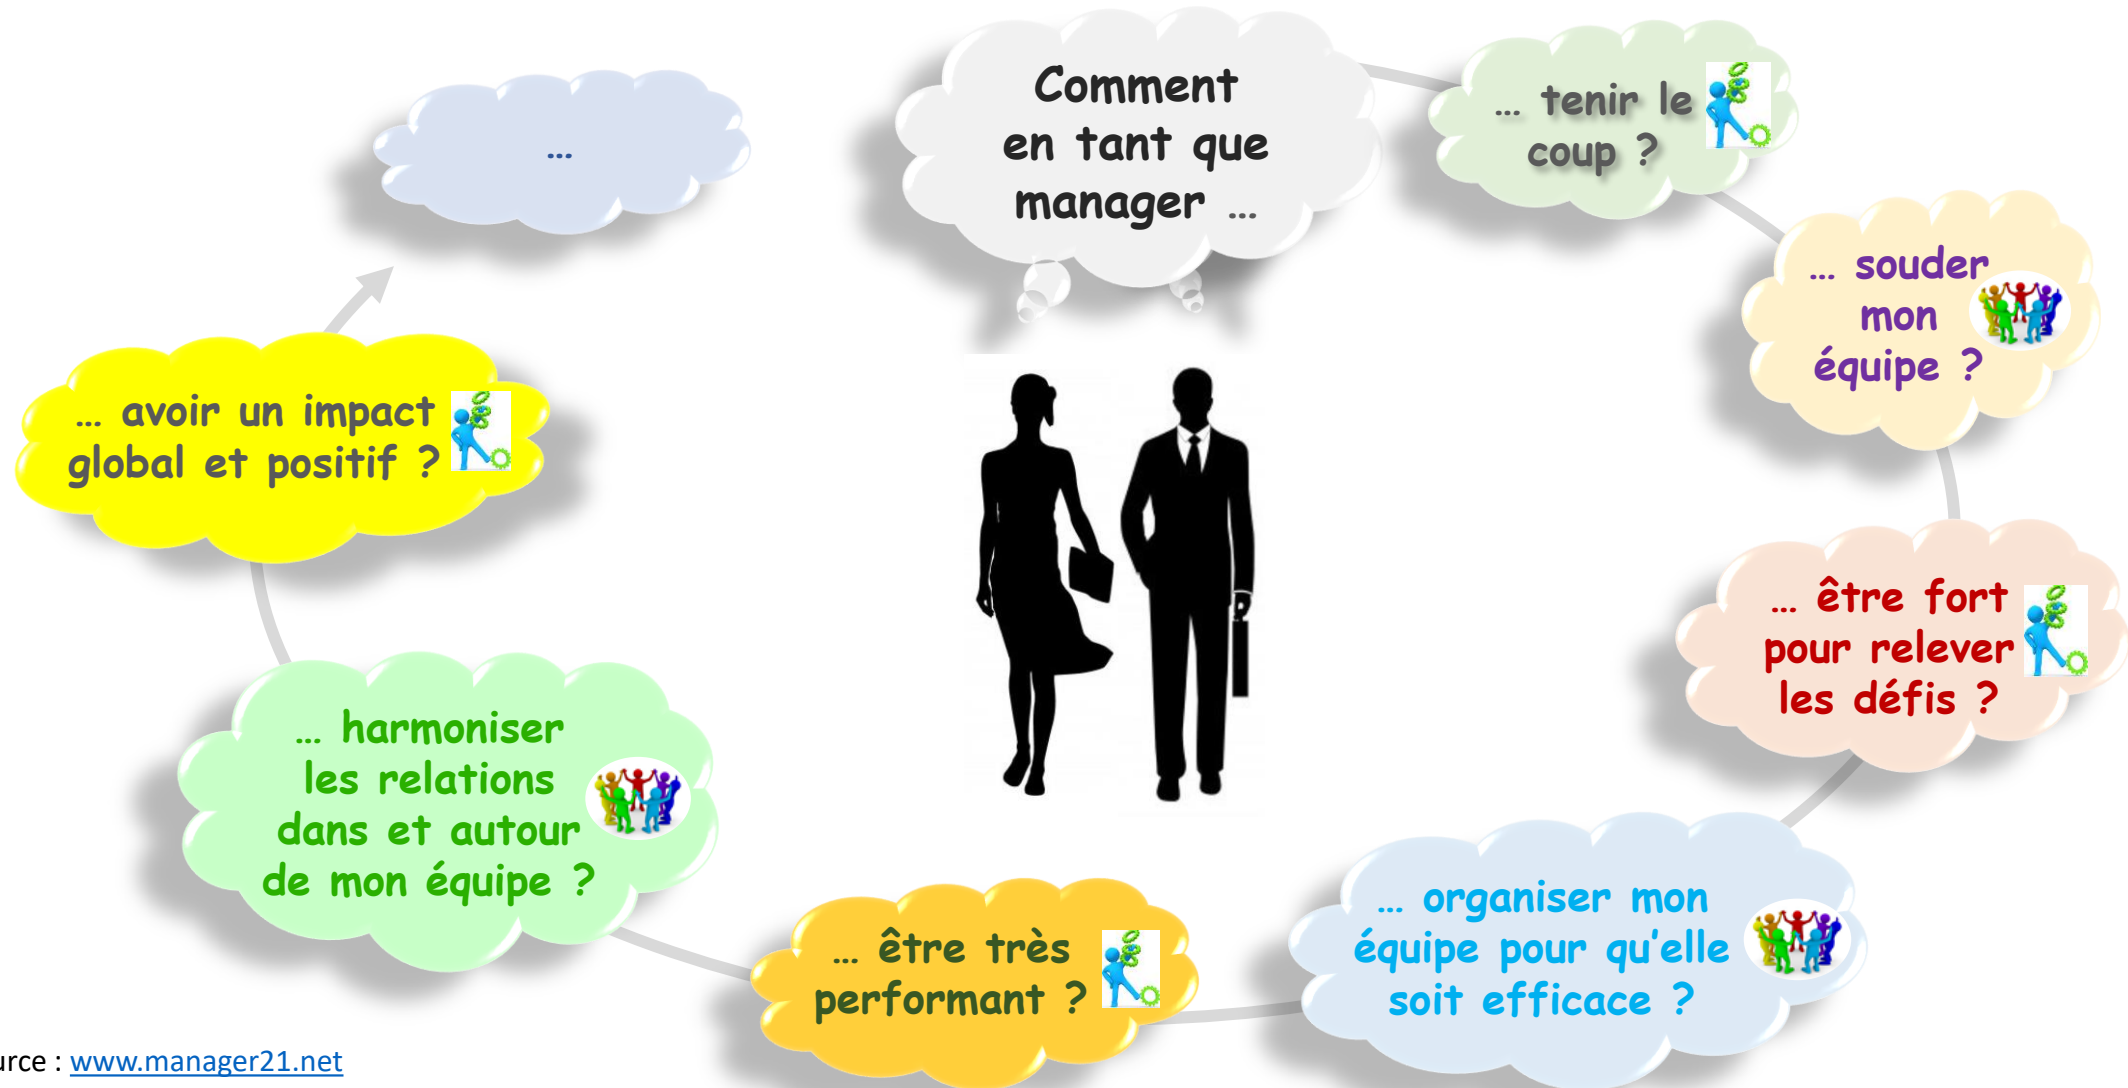 Comment
en tant que
manager ...
... tenir le
coup ?
... souder
mon
équipe ?
... être fort
pour relever
les défis ?
... organiser mon
équipe pour qu'elle
soit efficace ?
... être très
performant ?
... harmoniser
les relations
dans et autour
de mon équipe ?
... avoir un impact
global et positif ?
...
urce : www.manager21.net